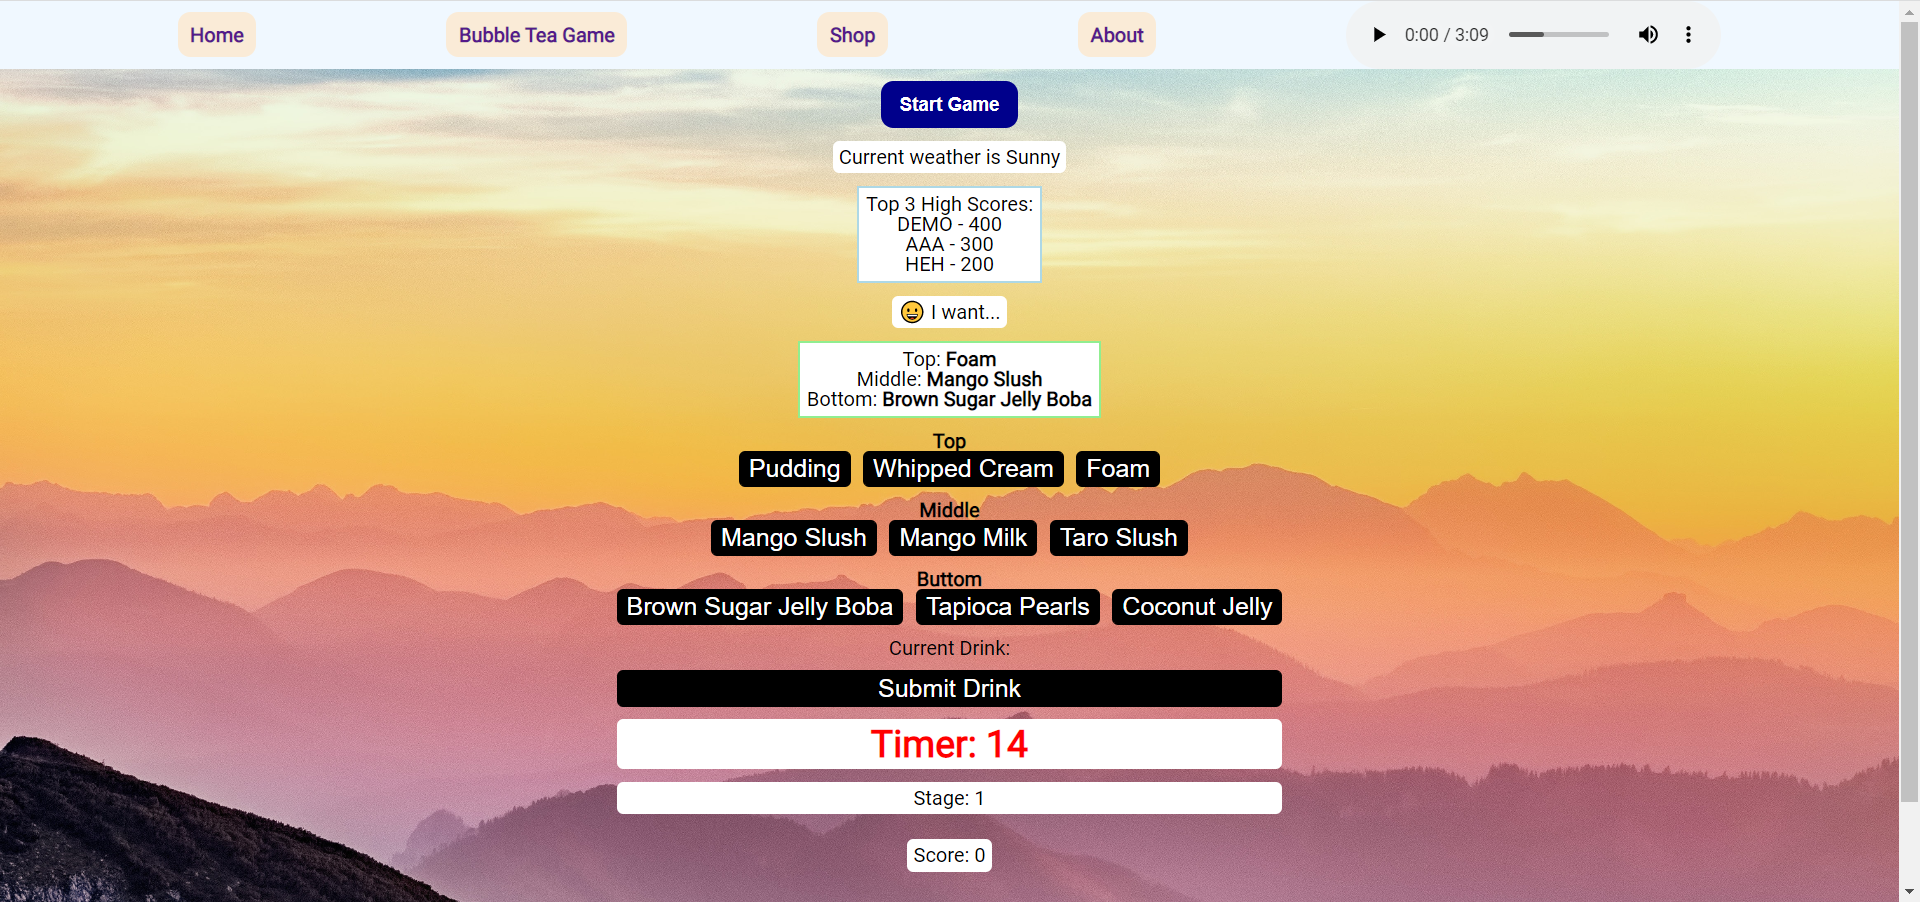 Home Bubble Tea Game Shop About 0:00 / 3:09
Start Game
Current weather is Sunny
Top 3 High Scores:
DEMO - 400
AAA - 300
HEH - 200
😀 I want...
Top: Foam
Middle: Mango Slush
Bottom: Brown Sugar Jelly Boba
Top
Pudding Whipped Cream Foam
Middle
Mango Slush Mango Milk Taro Slush
Buttom
Brown Sugar Jelly Boba Tapioca Pearls Coconut Jelly
Current Drink:
Submit Drink
Timer: 14
Stage: 1
Score: 0